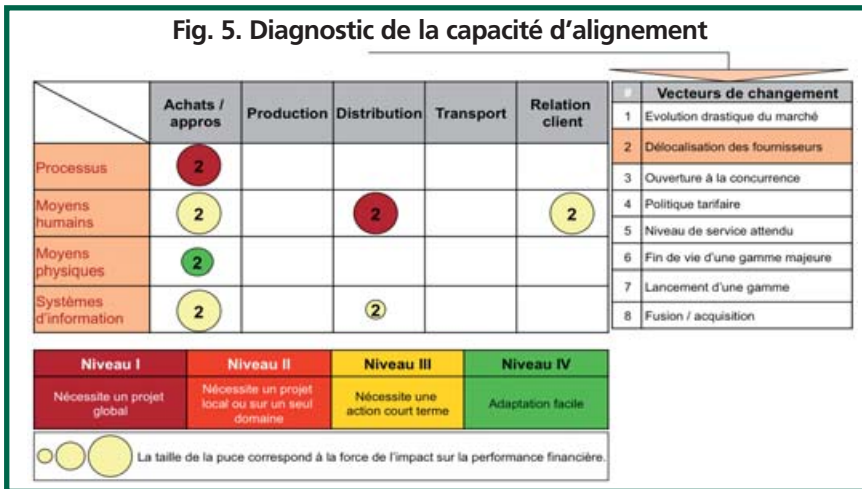 Fig. 5. Diagnostic de la capacité d'alignement
Achats / appros
Production
Distribution
Transport
Relation client
Processus
2
Moyens humains
2
2
2
Moyens physiques
2
Systèmes d'information
2
2
# Vecteurs de changement
1 Evolution drastique du marché
2 Délocalisation des fournisseurs
3 Ouverture à la concurrence
4 Politique tarifaire
5 Niveau de service attendu
6 Fin de vie d'une gamme majeure
7 Lancement d'une gamme
8 Fusion / acquisition
Niveau I
Niveau II
Niveau III
Niveau IV
Nécessite un projet global
Nécessite un projet local ou sur un seul domaine
Nécessite une action court terme
Adaptation facile
La taille de la puce correspond à la force de l'impact sur la performance financière.